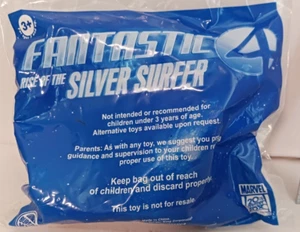 3+
FANTASTIC 4
RISE OF THE SILVER SURFER
Not intended or recommended for
children under 3 years of age.
Alternative toys available upon request.
Parents: As with any toy, we suggest you
guidance and supervision to your children
proper use of this toy.
Keep bag out of reach
of children and discard properly
This toy is not for resale
MARVEL